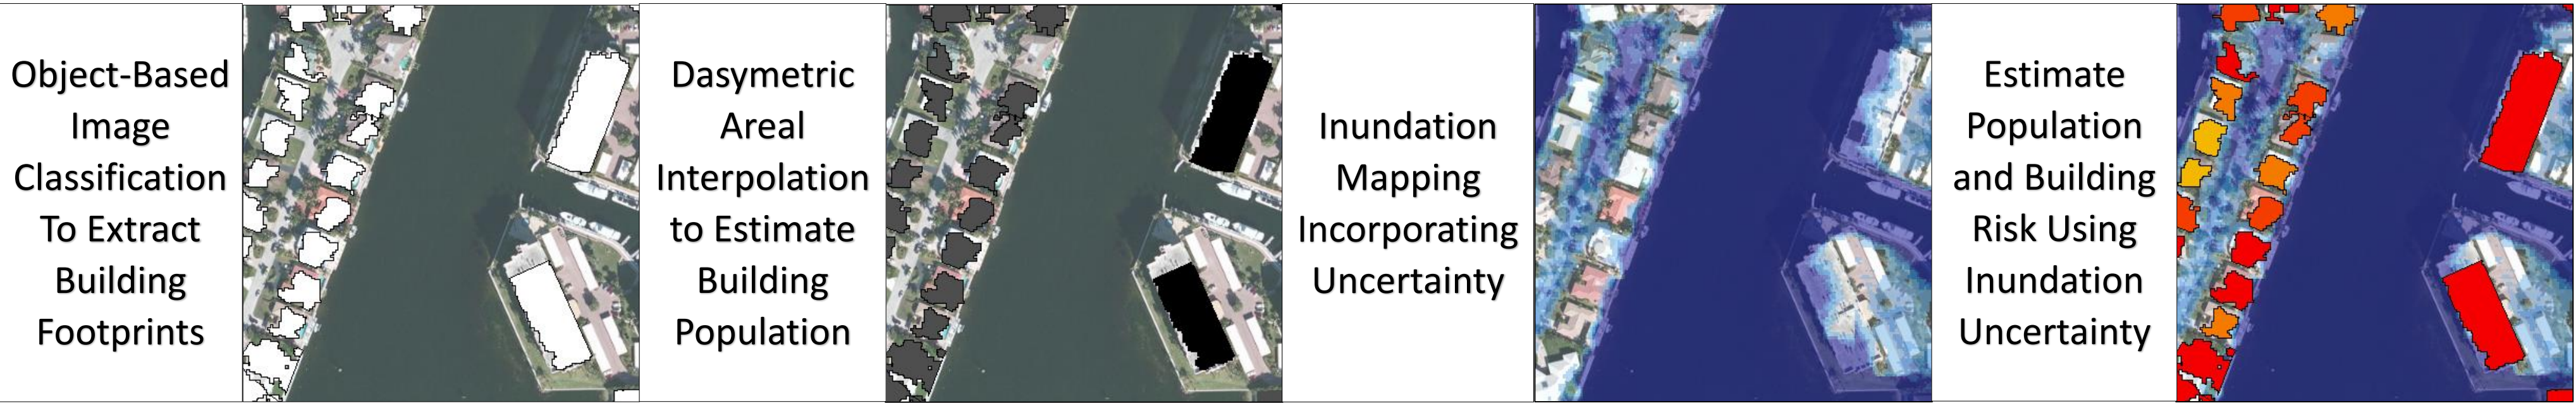 Object-Based
Image
Classification
To Extract
Building
Footprints
Dasymetric
Areal
Interpolation
to Estimate
Building
Population
Inundation
Mapping
Incorporating
Uncertainty
Estimate
Population
and Building
Risk Using
Inundation
Uncertainty